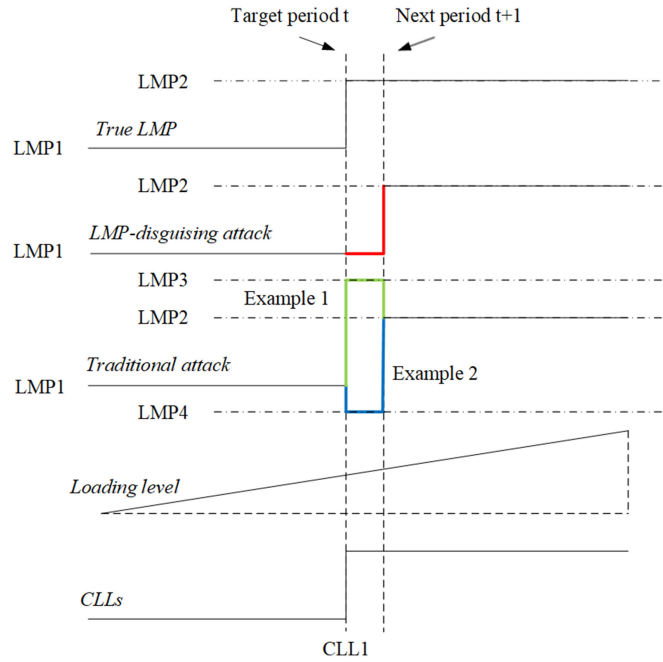 Target period t
Next period t+1
LMP2
True LMP
LMP1
LMP2
LMP-disguising attack
LMP1
LMP3
Example 1
LMP2
Traditional attack
Example 2
LMP1
LMP4
Loading level
CLLs
CLL1